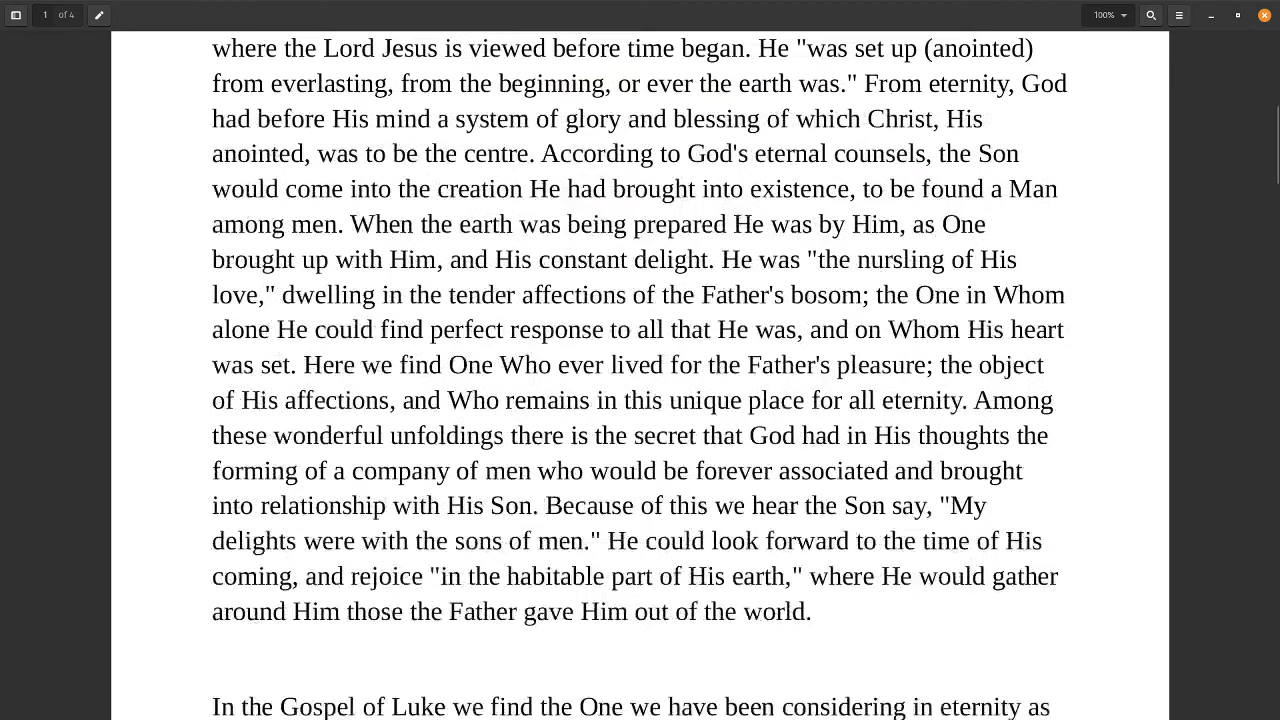 1 of 4
100%
where the Lord Jesus is viewed before time began. He "was set up (anointed)
from everlasting, from the beginning, or ever the earth was." From eternity, God
had before His mind a system of glory and blessing of which Christ, His
anointed, was to be the centre. According to God's eternal counsels, the Son
would come into the creation He had brought into existence, to be found a Man
among men. When the earth was being prepared He was by Him, as One
brought up with Him, and His constant delight. He was "the nursling of His
love," dwelling in the tender affections of the Father's bosom; the One in Whom
alone He could find perfect response to all that He was, and on Whom His heart
was set. Here we find One Who ever lived for the Father's pleasure; the object
of His affections, and Who remains in this unique place for all eternity. Among
these wonderful unfoldings there is the secret that God had in His thoughts the
forming of a company of men who would be forever associated and brought
into relationship with His Son. Because of this we hear the Son say, "My
delights were with the sons of men." He could look forward to the time of His
coming, and rejoice "in the habitable part of His earth," where He would gather
around Him those the Father gave Him out of the world.
In the Gospel of Luke we find the One we have been considering in eternity as